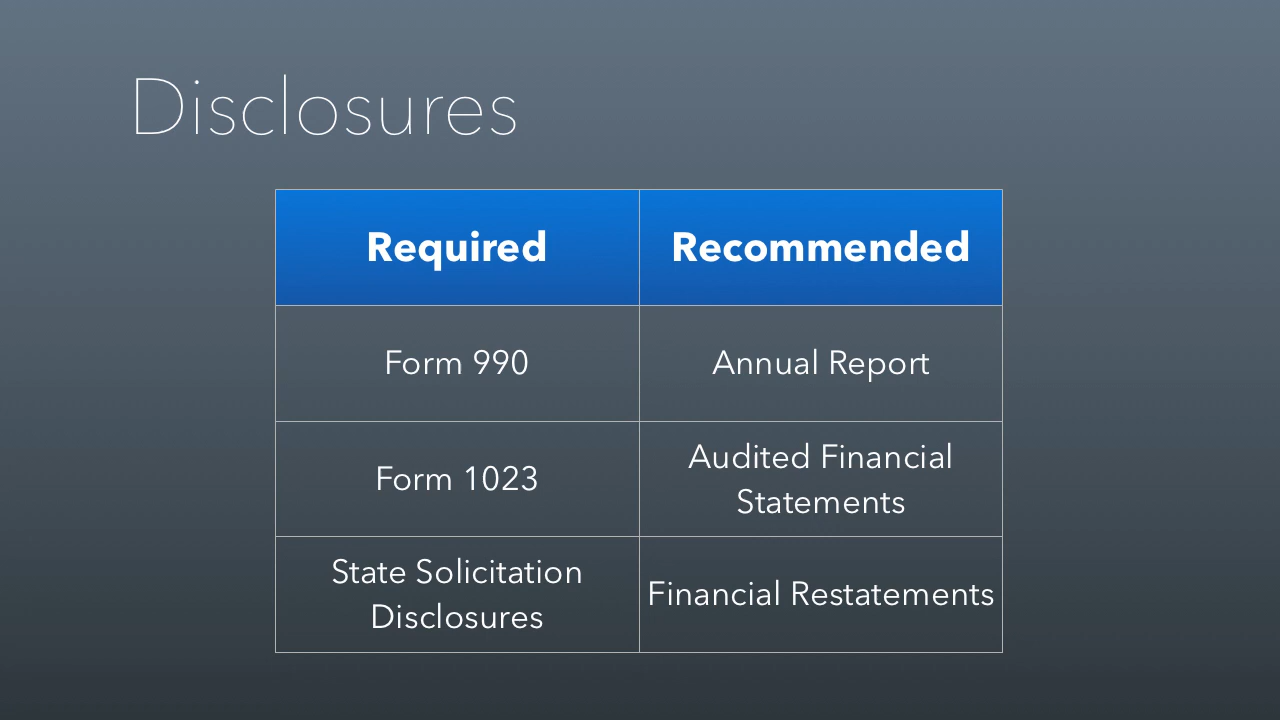 Disclosures
Required
Recommended
Form 990
Annual Report
Form 1023
Audited Financial
Statements
State Solicitation
Disclosures
Financial Restatements